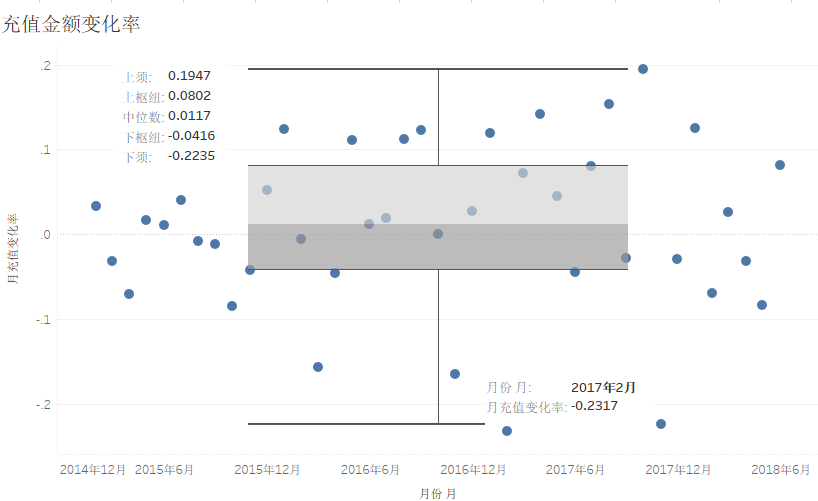 充值金额变化率
.2
上须: 0.1947
上枢纽: 0.0802
中位数: 0.0117
下枢纽: -0.0416
下须: -0.2235
.1
.0
-.1
-.2
月充值变化率
月份 月: 2017年2月
月充值变化率: -0.2317
2014年12月 2015年6月 2015年12月 2016年6月 2016年12月 2017年6月 2017年12月 2018年6月
月份 月